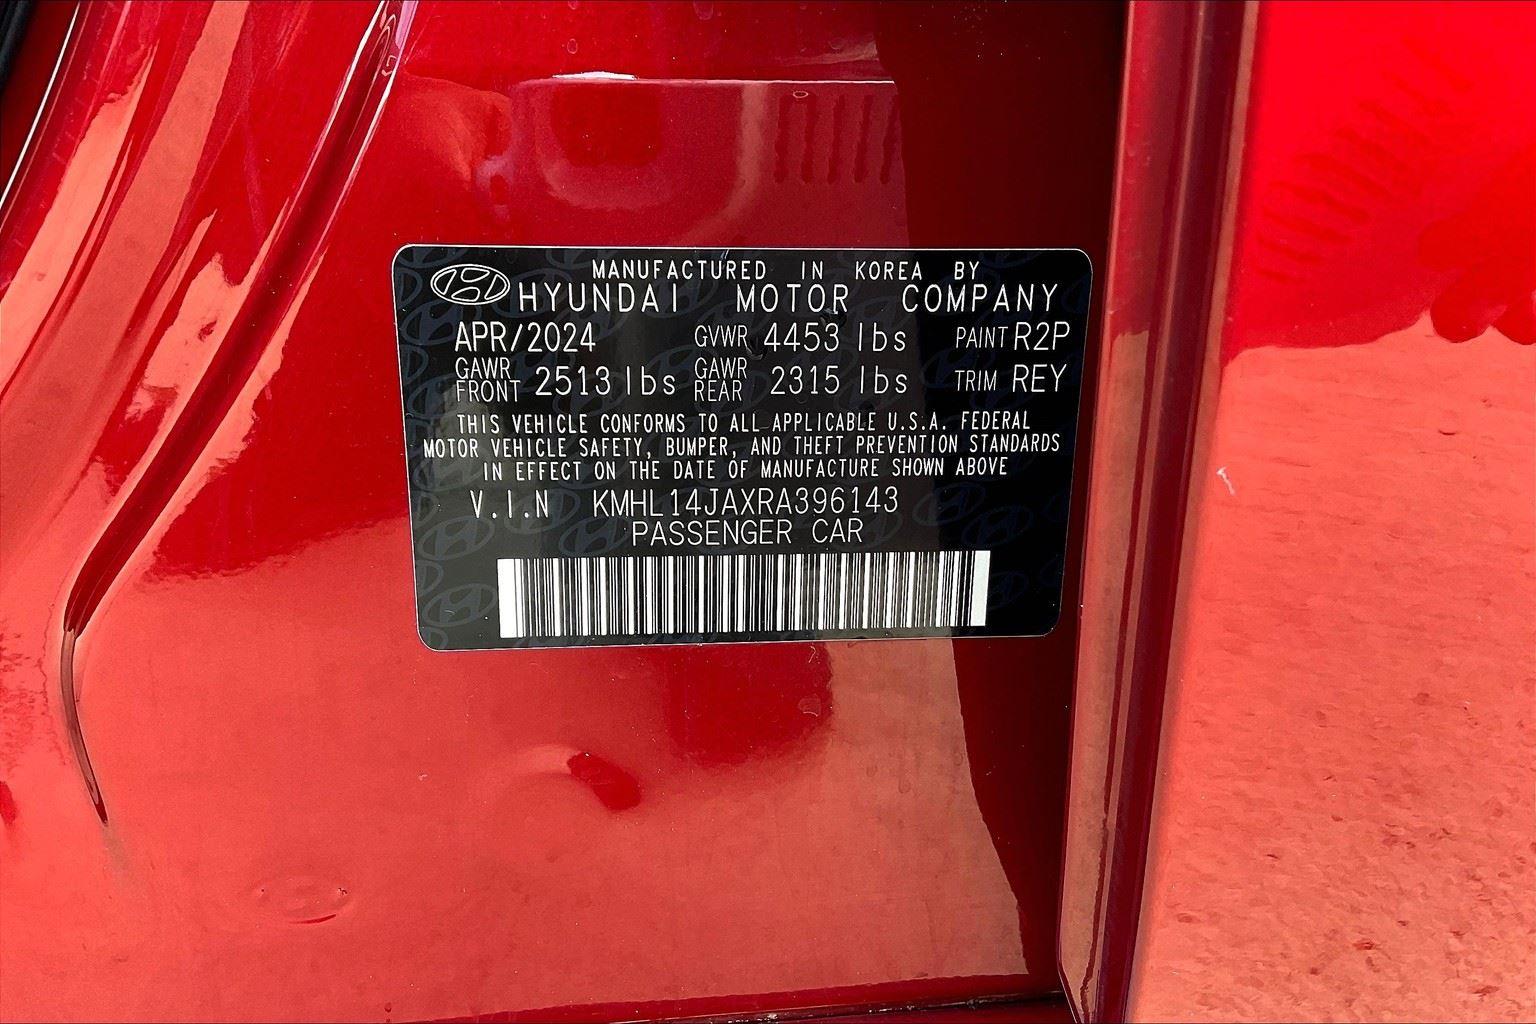 MANUFACTURED IN KOREA BY
HYUNDAI MOTOR COMPANY
APR/2024 GVWR 4453 lbs PAINT R2P
GAWR FRONT 2513 lbs GAWR REAR 2315 lbs TRIM REY
THIS VEHICLE CONFORMS TO ALL APPLICABLE U.S.A. FEDERAL
MOTOR VEHICLE SAFETY, BUMPER, AND THEFT PREVENTION STANDARDS
IN EFFECT ON THE DATE OF MANUFACTURE SHOWN ABOVE
V.I.N KMHL14JAXRA396143
PASSENGER CAR